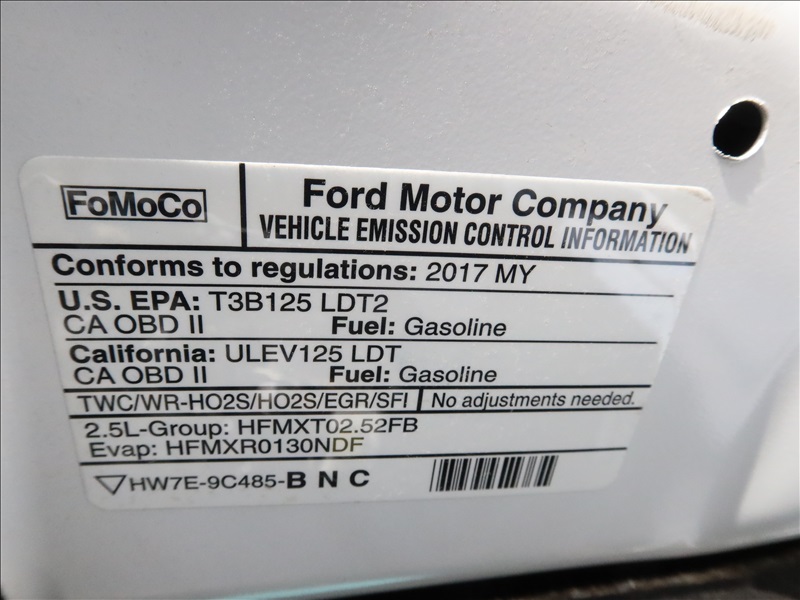 FoMoCo
Ford Motor Company
VEHICLE EMISSION CONTROL INFORMATION
Conforms to regulations: 2017 MY
U.S. EPA: T3B125 LDT2
CA OBD II Fuel: Gasoline
California: ULEV125 LDT
CA OBD II Fuel: Gasoline
TWC/WR-HO2S/HO2S/EGR/SFI No adjustments needed.
2.5L-Group: HFMXT02.52FB
Evap: HFMXR0130NDF
HW7E-9C485-B N C